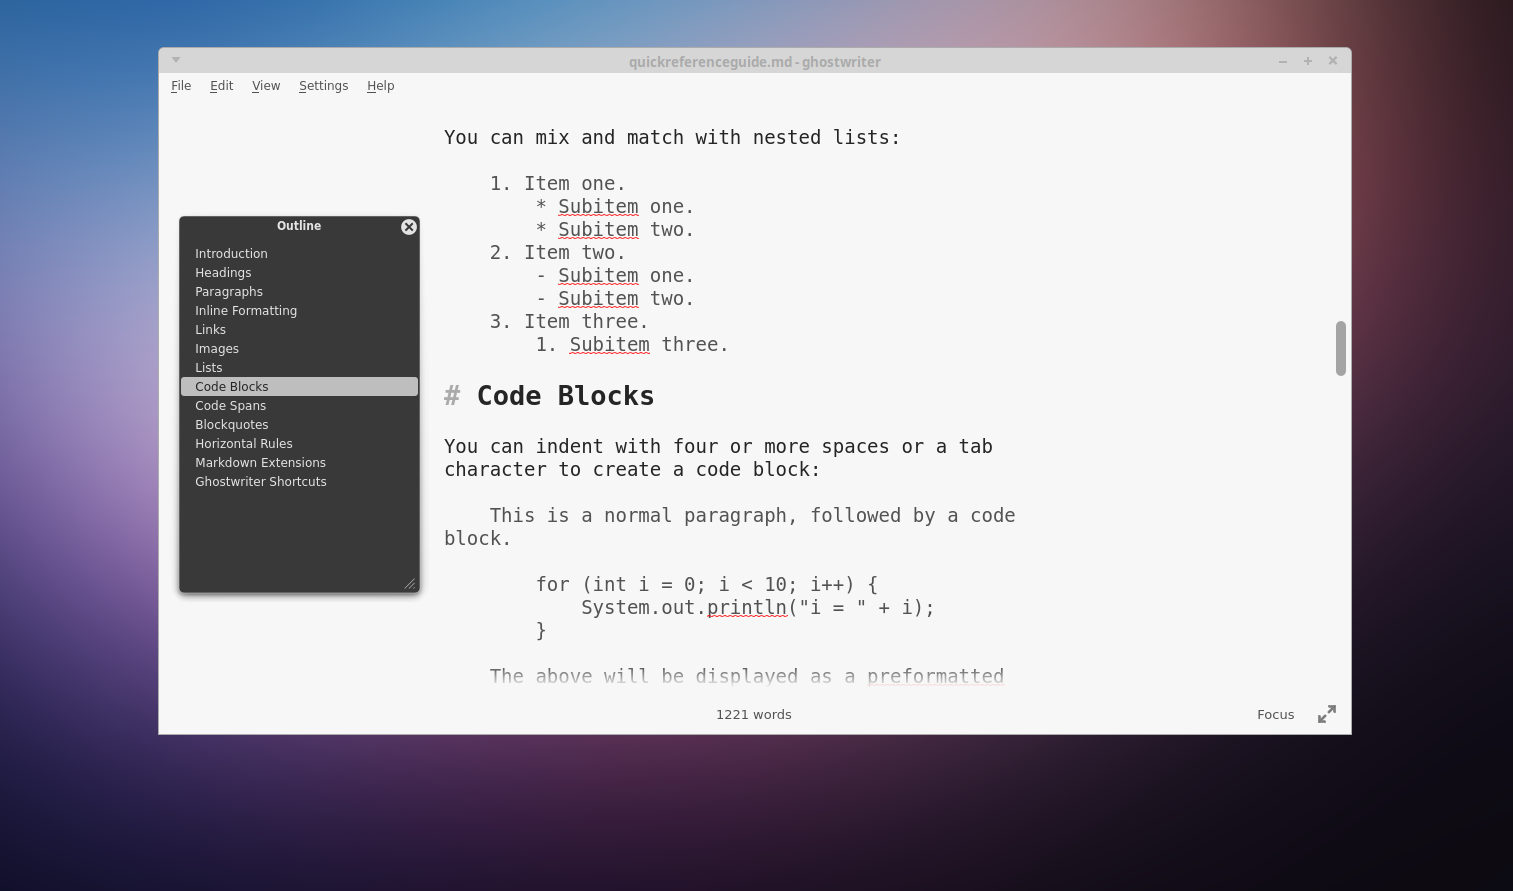 quickreferenceguide.md - ghostwriter
File Edit View Settings Help
Outline
Introduction
Headings
Paragraphs
Inline Formatting
Links
Images
Lists
Code Blocks
Code Spans
Blockquotes
Horizontal Rules
Markdown Extensions
Ghostwriter Shortcuts
You can mix and match with nested lists:
1. Item one.
* Subitem one.
* Subitem two.
2. Item two.
- Subitem one.
- Subitem two.
3. Item three.
1. Subitem three.
# Code Blocks
You can indent with four or more spaces or a tab
character to create a code block:
This is a normal paragraph, followed by a code
block.
for (int i = 0; i < 10; i++) {
System.out.println("i = " + i);
}
The above will be displayed as a preformatted
1221 words
Focus